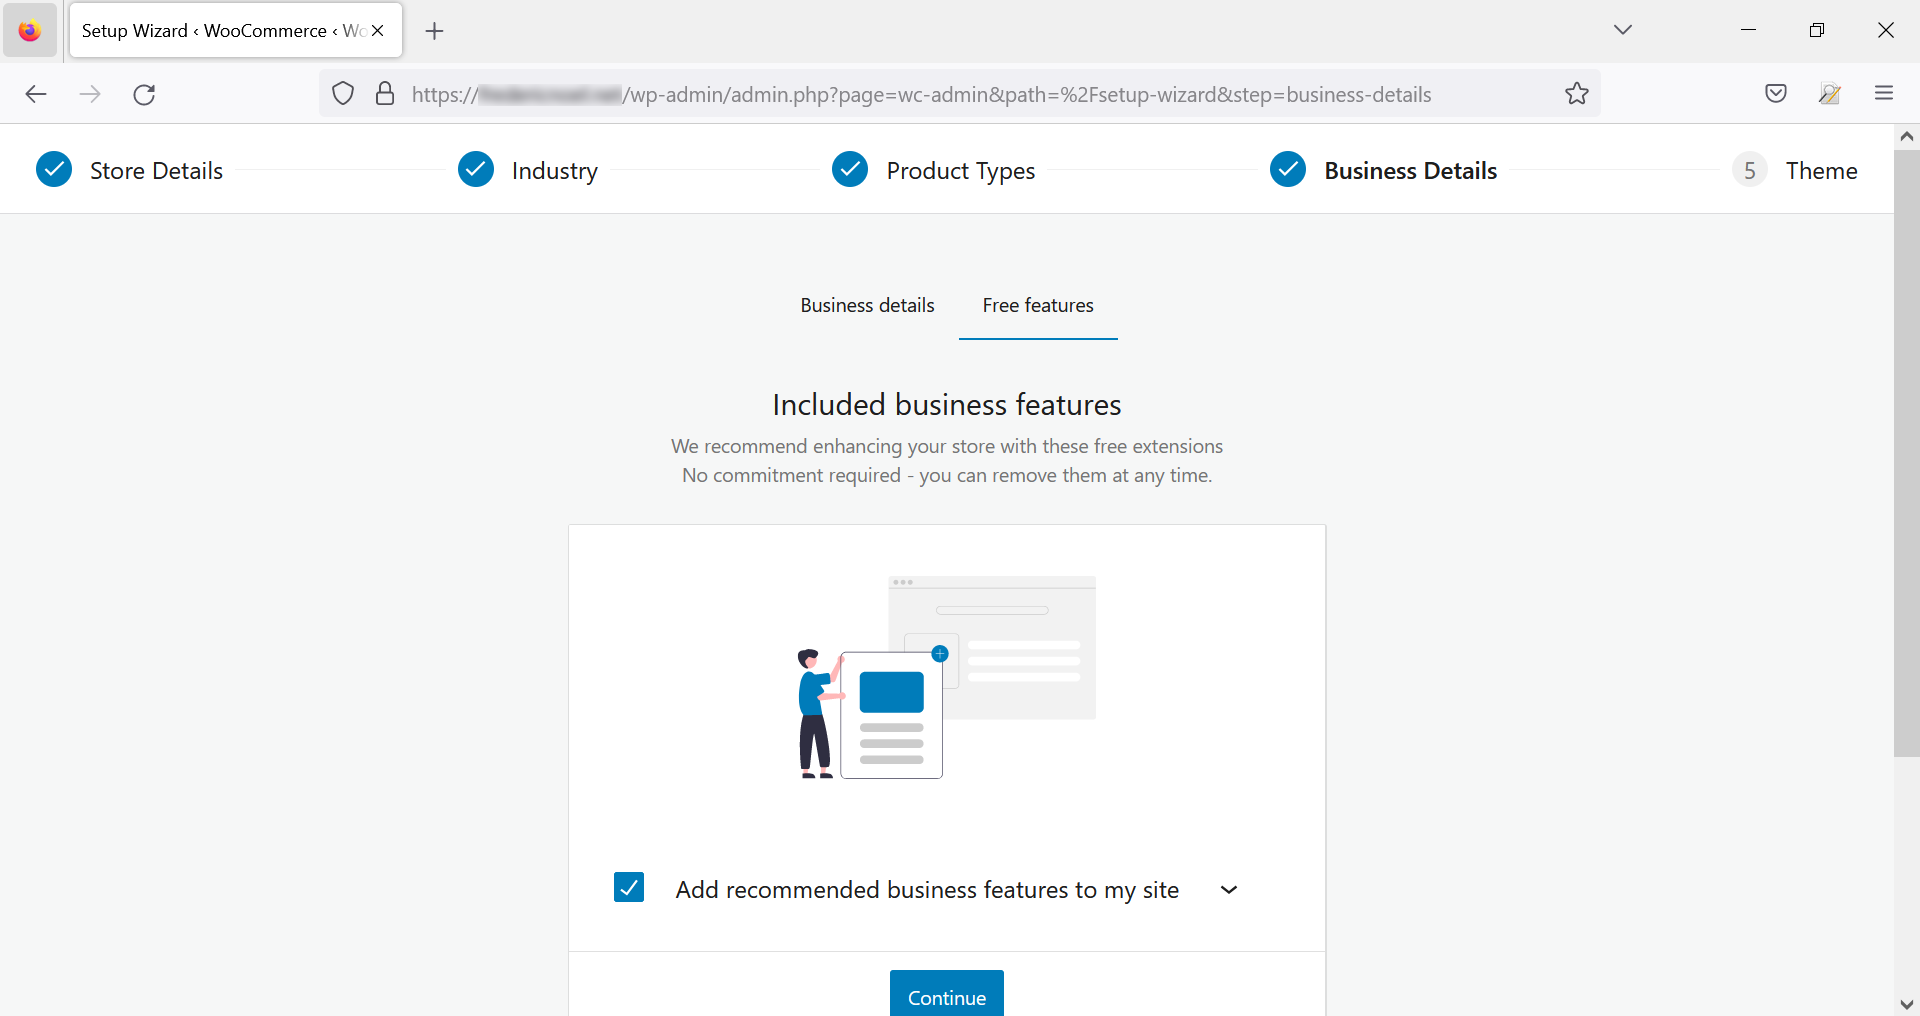 Setup Wizard ‹ WooCommerce ‹
https:// /wp-admin/admin.php?page=wc-admin&path=%2Fsetup-wizard&step=business-details
Store Details
Industry
Product Types
Business Details
5 Theme
Business details
Free features
Included business features
We recommend enhancing your store with these free extensions
No commitment required - you can remove them at any time.
Add recommended business features to my site
Continue